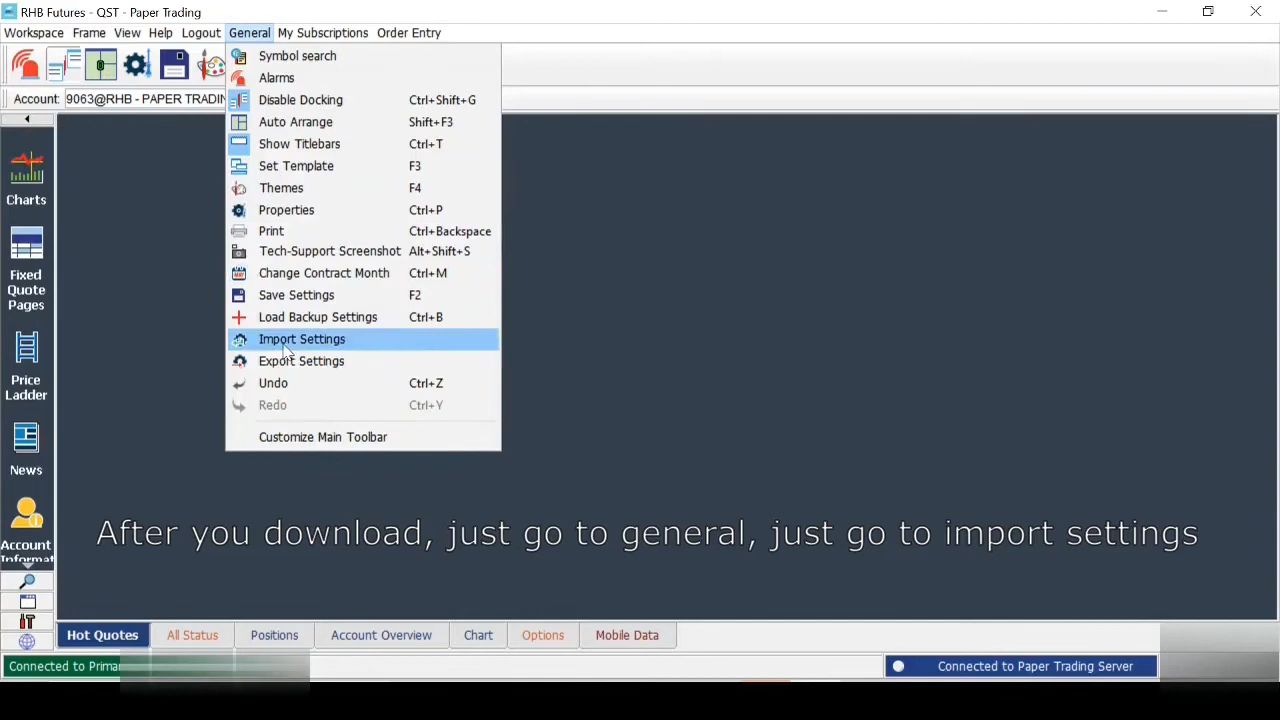 RHB Futures - QST - Paper Trading
Workspace Frame View Help Logout General My Subscriptions Order Entry
Account: 9063@RHB - PAPER TRADIN
Symbol search
Alarms
Disable Docking Ctrl+Shift+G
Auto Arrange Shift+F3
Show Titlebars Ctrl+T
Set Template F3
Themes F4
Properties Ctrl+P
Print Ctrl+Backspace
Tech-Support Screenshot Alt+Shift+S
Change Contract Month Ctrl+M
Save Settings F2
Load Backup Settings Ctrl+B
Import Settings
Export Settings
Undo Ctrl+Z
Redo Ctrl+Y
Customize Main Toolbar
Charts
Fixed
Quote
Pages
Price
Ladder
News
Account
Informat
After you download, just go to general, just go to import settings
Hot Quotes All Status Positions Account Overview Chart Options Mobile Data
Connected to Prima Connected to Paper Trading Server